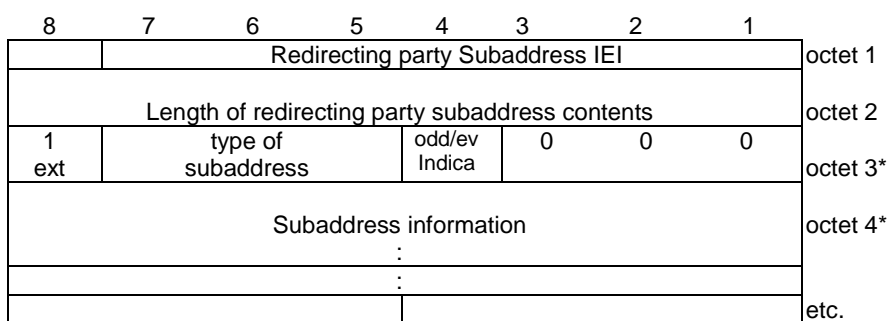 8 7 6 5 4 3 2 1
Redirecting party Subaddress IEI octet 1
Length of redirecting party subaddress contents octet 2
1 type of odd/ev 0 0 0
ext subaddress Indica octet 3*
Subaddress information octet 4*
:
:
etc.